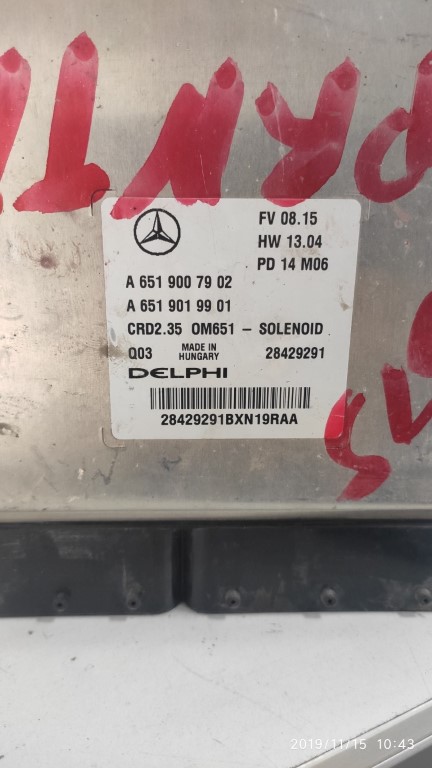 FV 08.15
HW 13.04
PD 14 M06
A 651 900 79 02
A 651 901 99 01
CRD2.35 OM651 - SOLENOID
Q03 MADE IN HUNGARY 28429291
DELPHI
28429291BXN19RAA
2019/11/15 10:43